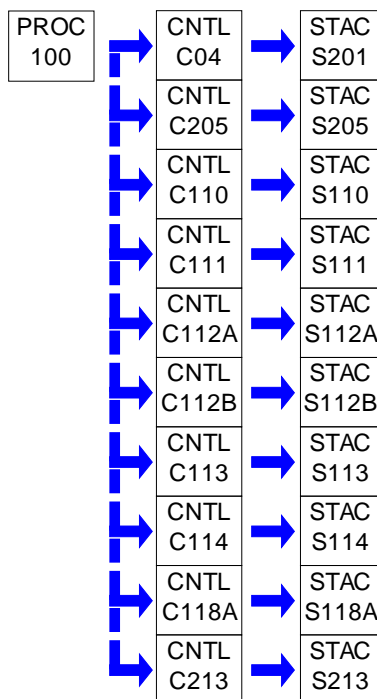 PROC
100
CNTL
C04
STAC
S201
CNTL
C205
STAC
S205
CNTL
C110
STAC
S110
CNTL
C111
STAC
S111
CNTL
C112A
STAC
S112A
CNTL
C112B
STAC
S112B
CNTL
C113
STAC
S113
CNTL
C114
STAC
S114
CNTL
C118A
STAC
S118A
CNTL
C213
STAC
S213